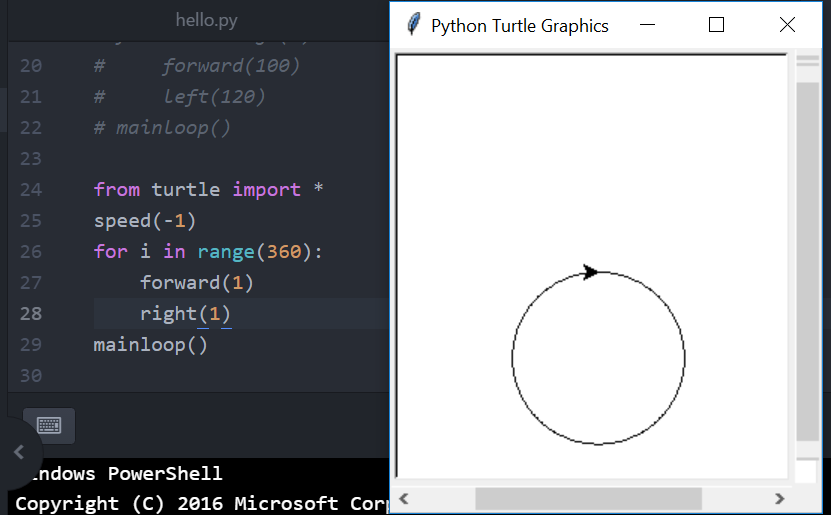 hello.py
20 #     forward(100)
21 #     left(120)
22 # mainloop()
23
24 from turtle import *
25 speed(-1)
26 for i in range(360):
27     forward(1)
28     right(1)
29 mainloop()
30
Python Turtle Graphics
indows PowerShell
Copyright (C) 2016 Microsoft Corp